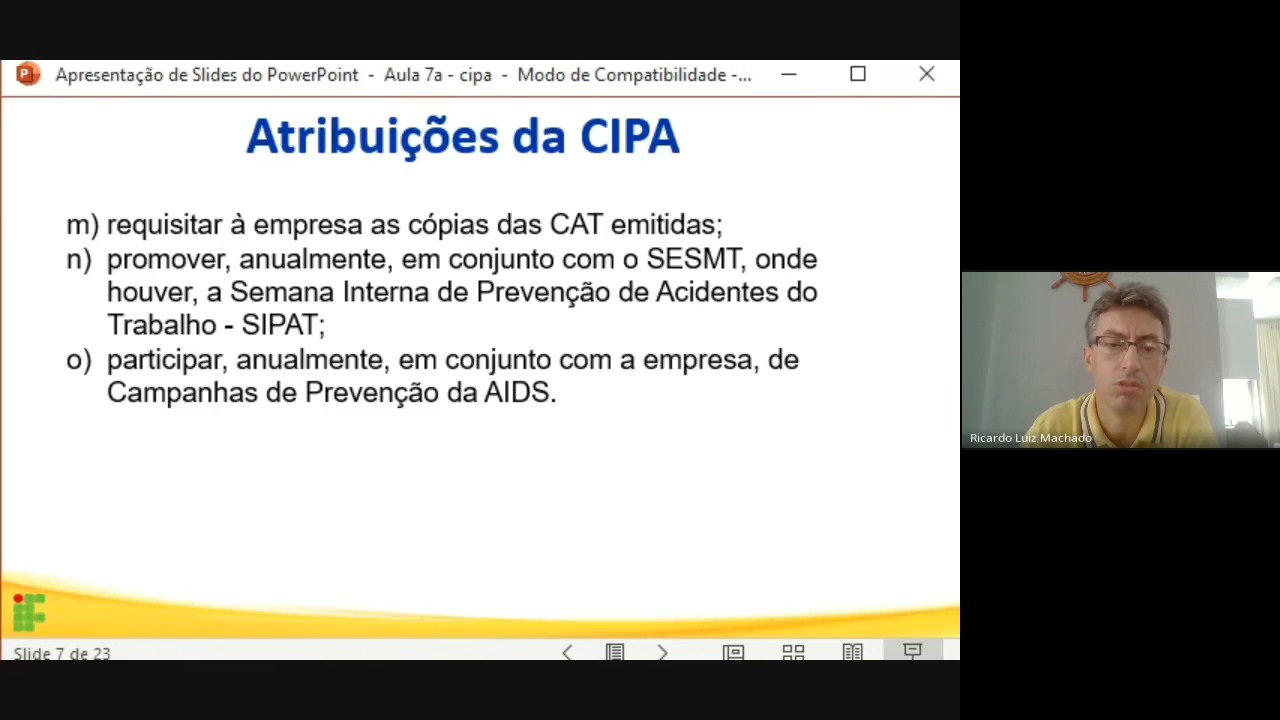 Apresentação de Slides do PowerPoint - Aula 7a - cipa - Modo de Compatibilidade -...
Atribuições da CIPA
m) requisitar à empresa as cópias das CAT emitidas;
n) promover, anualmente, em conjunto com o SESMT, onde
houver, a Semana Interna de Prevenção de Acidentes do
Trabalho - SIPAT;
o) participar, anualmente, em conjunto com a empresa, de
Campanhas de Prevenção da AIDS.
Ricardo Luiz Machado
Slide 7 de 23